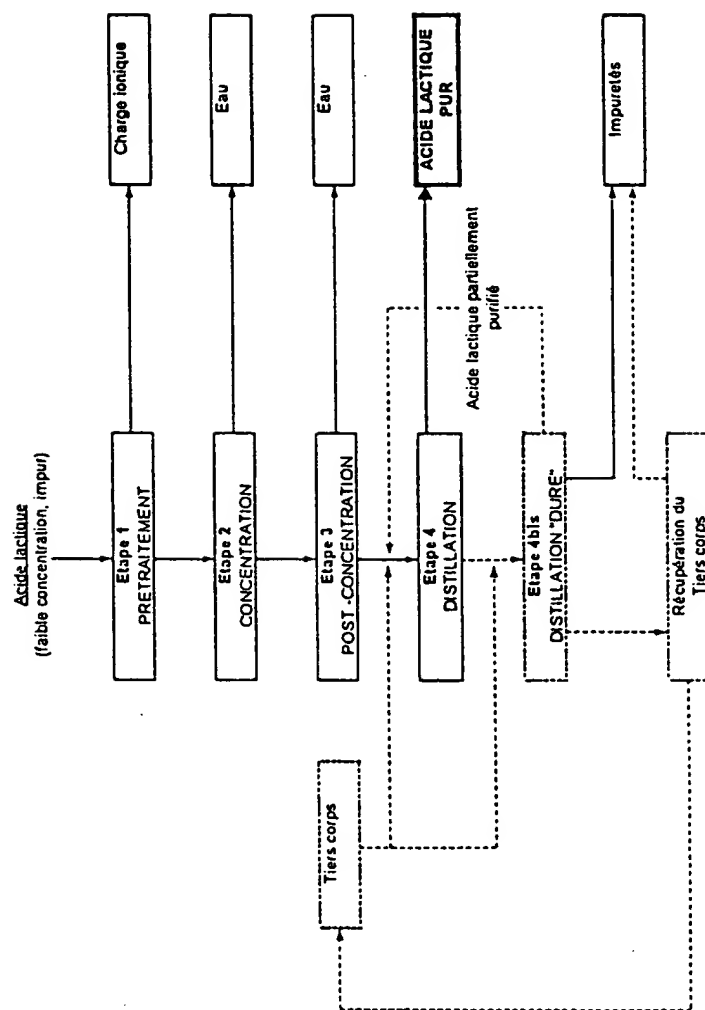 Acide lactique
(faible concentration, impur)
Etape 1
PRETRAITEMENT
Charge ionique
Etape 2
CONCENTRATION
Eau
Etape 3
POST-CONCENTRATION
Eau
Tiers corps
Etape 4
DISTILLATION
ACIDE LACTIQUE
PUR
Acide lactique partiellement
purifié
Etape 4bis
DISTILLATION "DURE"
Impuretés
Récupération du
Tiers corps